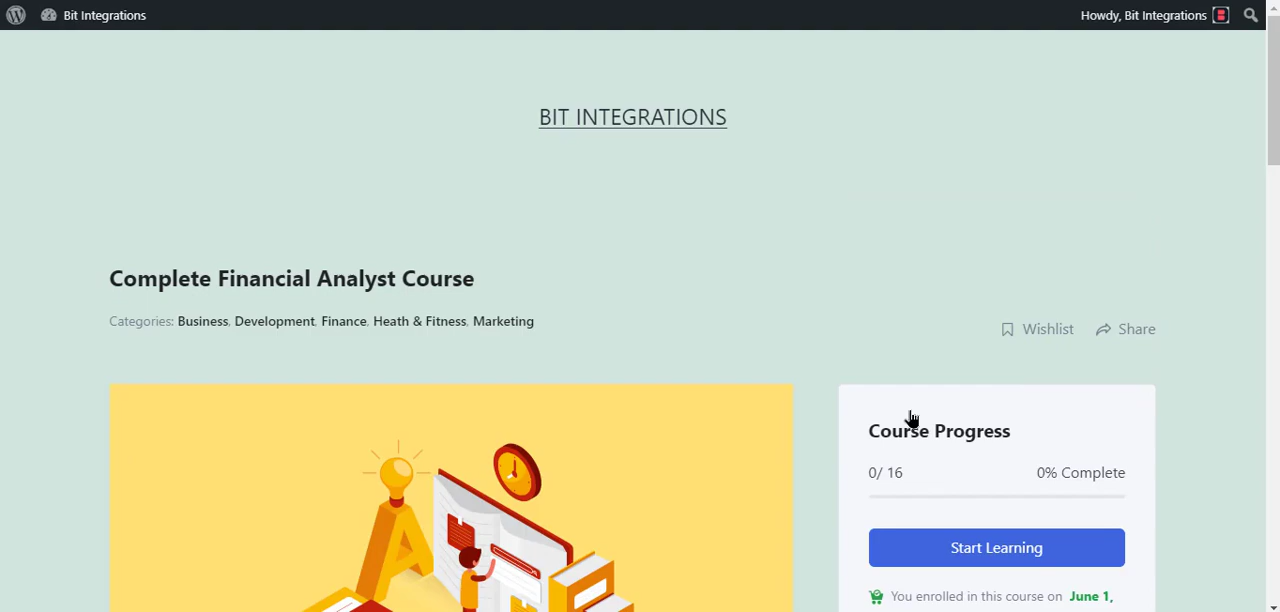 Bit Integrations
Howdy, Bit Integrations
BIT INTEGRATIONS
Complete Financial Analyst Course
Categories: Business, Development, Finance, Heath & Fitness, Marketing
Wishlist
Share
Course Progress
0/ 16
0% Complete
Start Learning
You enrolled in this course on June 1,